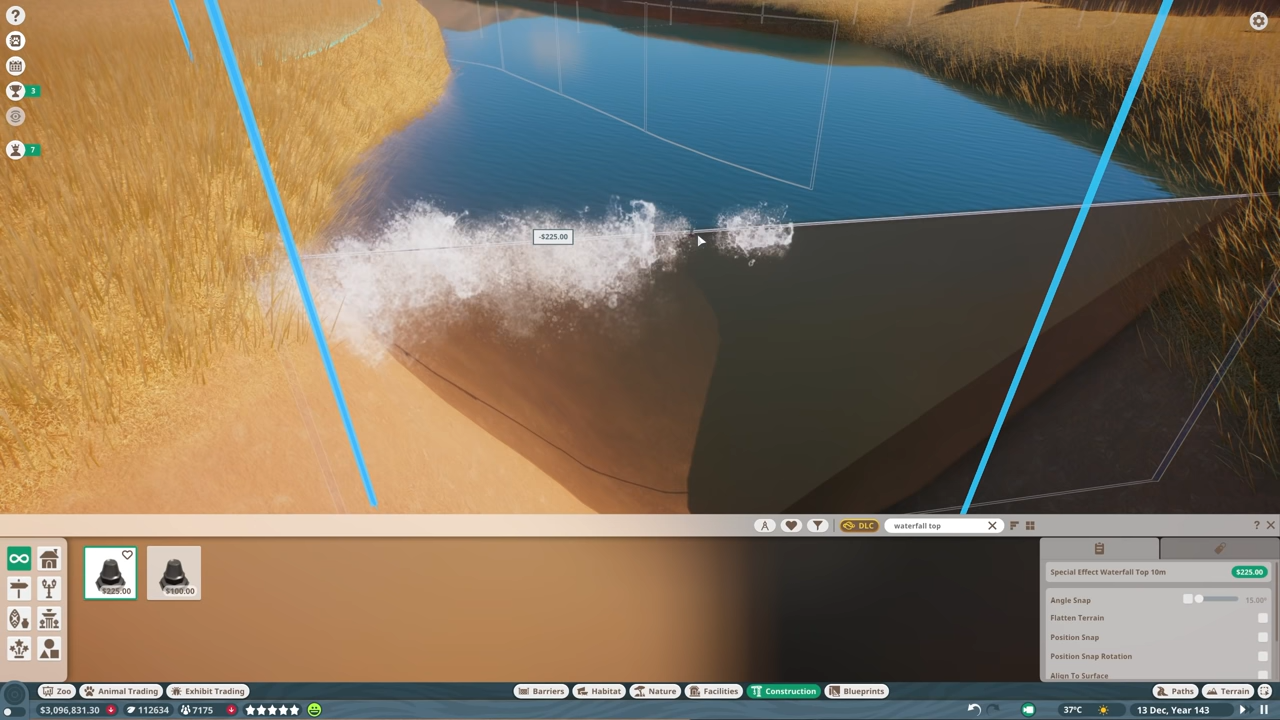 ?
3
7
-$225.00
DLC
waterfall top
?
$225.00
$100.00
Special Effect Waterfall Top 10m
$225.00
Angle Snap
15.00°
Flatten Terrain
Position Snap
Position Snap Rotation
Align To Surface
Zoo
Animal Trading
Exhibit Trading
Barriers
Habitat
Nature
Facilities
Construction
Blueprints
Paths
Terrain
$3,096,831.30
112634
7175
37°C
13 Dec, Year 143